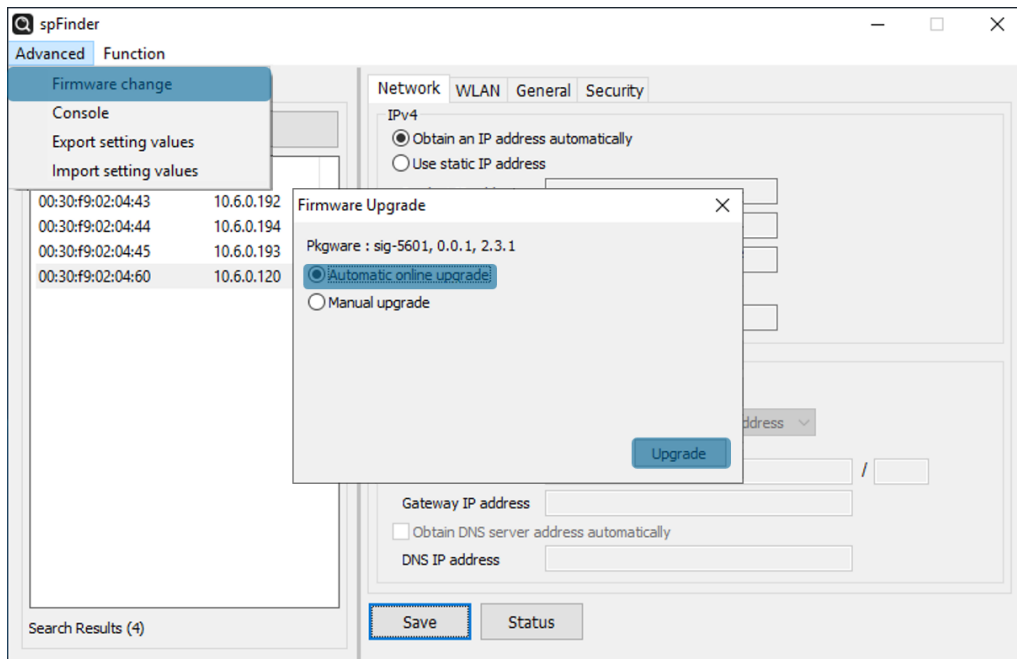 spFinder
Advanced Function
Firmware change
Console
Export setting values
Import setting values
00:30:f9:02:04:43 10.6.0.192
00:30:f9:02:04:44 10.6.0.194
00:30:f9:02:04:45 10.6.0.193
00:30:f9:02:04:60 10.6.0.120
Search Results (4)
Network WLAN General Security
IPv4
Obtain an IP address automatically
Use static IP address
Firmware Upgrade
Pkgware : sig-5601, 0.0.1, 2.3.1
Automatic online upgrade
Manual upgrade
Upgrade
ddress
/
Gateway IP address
Obtain DNS server address automatically
DNS IP address
Save Status